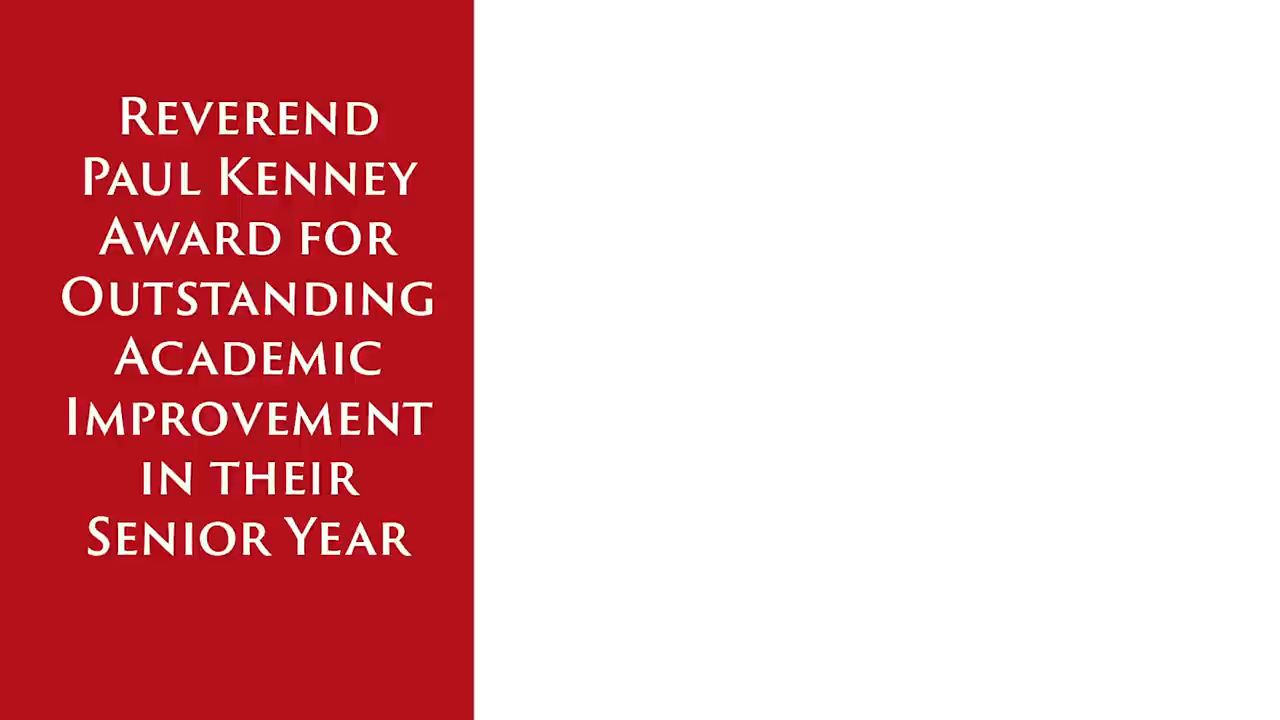 Reverend
Paul Kenney
Award for
Outstanding
Academic
Improvement
in their
Senior Year